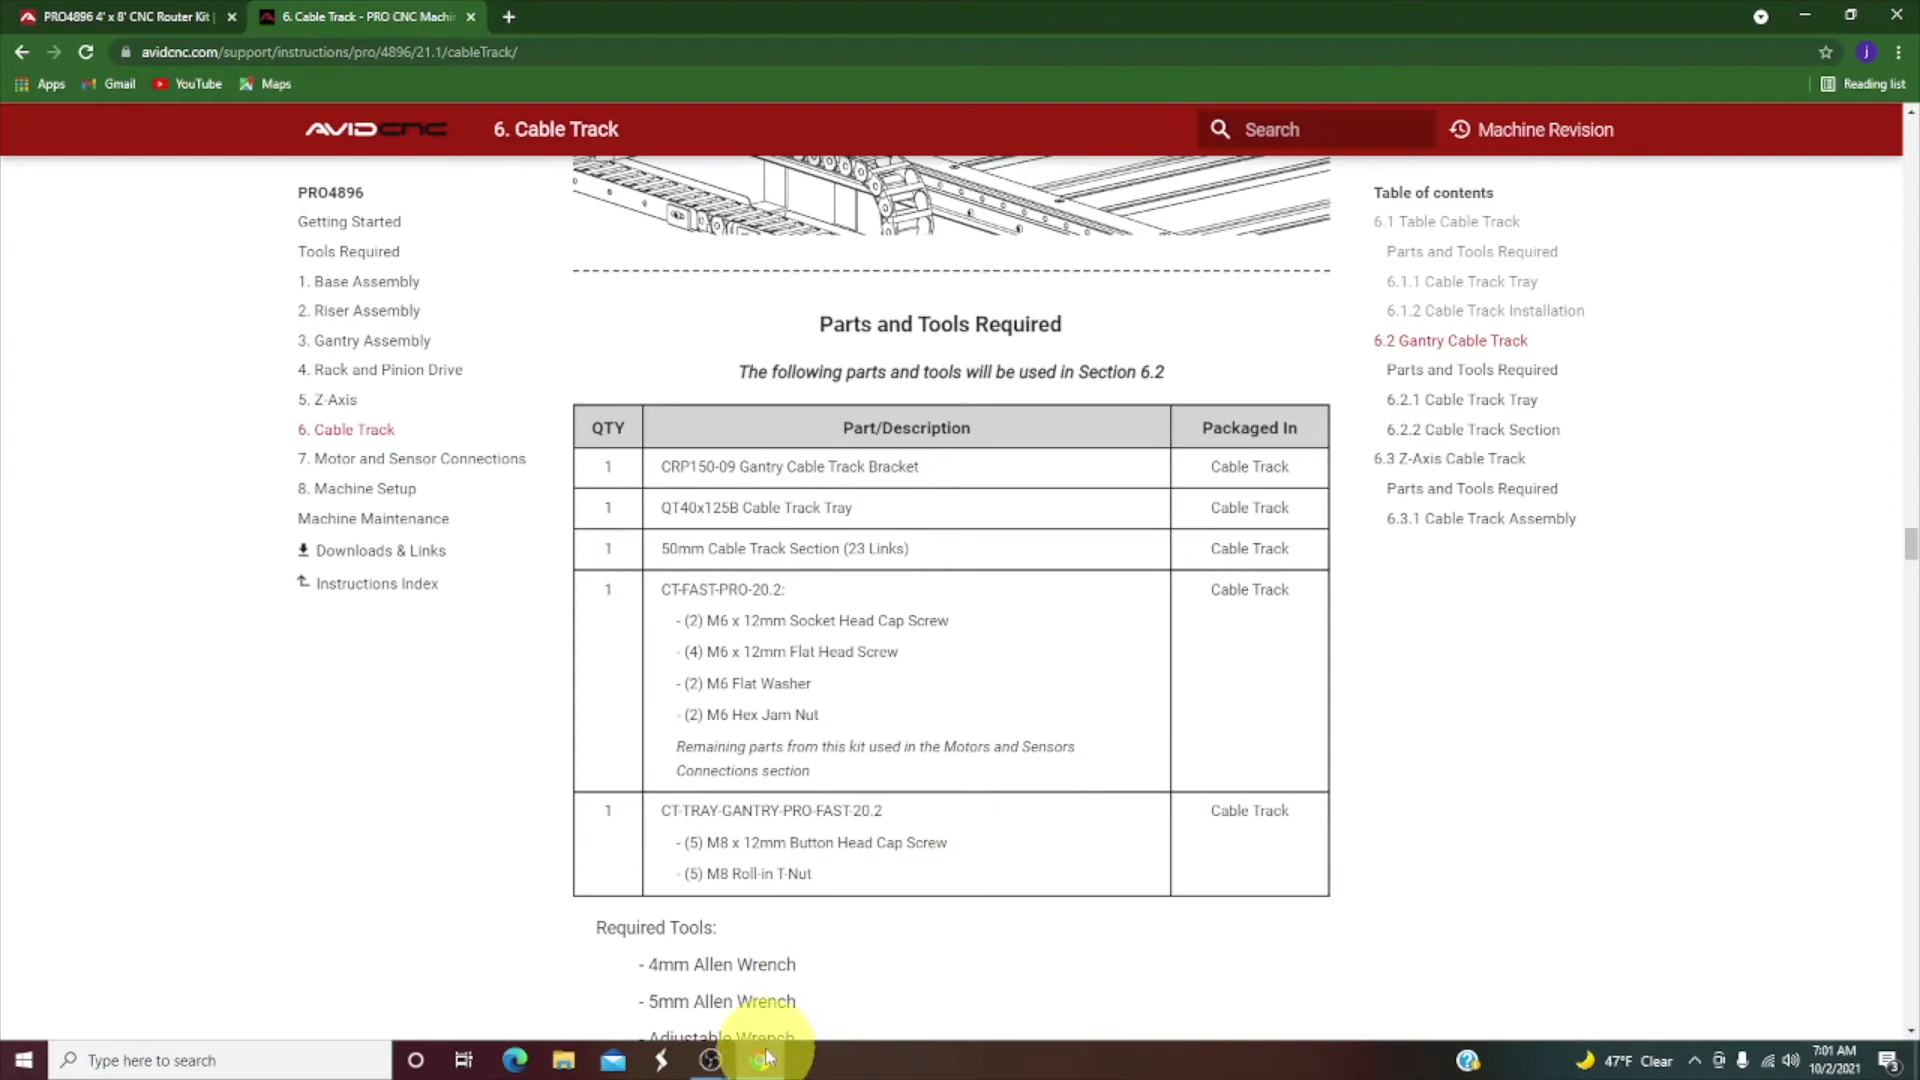 PRO4896 4' x 8' CNC Router Kit |
6. Cable Track - PRO CNC Machin
avidcnc.com/support/instructions/pro/4896/21.1/cableTrack/
j
Apps
Gmail
YouTube
Maps
Reading list
AVIDCNC
6. Cable Track
Search
Machine Revision
PRO4896
Getting Started
Tools Required
1. Base Assembly
2. Riser Assembly
3. Gantry Assembly
4. Rack and Pinion Drive
5. Z-Axis
6. Cable Track
7. Motor and Sensor Connections
8. Machine Setup
Machine Maintenance
Downloads & Links
Instructions Index
Parts and Tools Required
The following parts and tools will be used in Section 6.2
QTY Part/Description Packaged In
1 CRP150-09 Gantry Cable Track Bracket Cable Track
1 QT40x125B Cable Track Tray Cable Track
1 50mm Cable Track Section (23 Links) Cable Track
1 CT-FAST-PRO-20.2: Cable Track
- (2) M6 x 12mm Socket Head Cap Screw
- (4) M6 x 12mm Flat Head Screw
- (2) M6 Flat Washer
- (2) M6 Hex Jam Nut
Remaining parts from this kit used in the Motors and Sensors
Connections section
1 CT-TRAY-GANTRY-PRO-FAST-20.2 Cable Track
- (5) M8 x 12mm Button Head Cap Screw
- (5) M8 Roll-in T-Nut
Required Tools:
- 4mm Allen Wrench
- 5mm Allen Wrench
- Adjustable Wrench
Table of contents
6.1 Table Cable Track
Parts and Tools Required
6.1.1 Cable Track Tray
6.1.2 Cable Track Installation
6.2 Gantry Cable Track
Parts and Tools Required
6.2.1 Cable Track Tray
6.2.2 Cable Track Section
6.3 Z-Axis Cable Track
Parts and Tools Required
6.3.1 Cable Track Assembly
Type here to search
47°F Clear
7:01 AM
10/2/2021
3